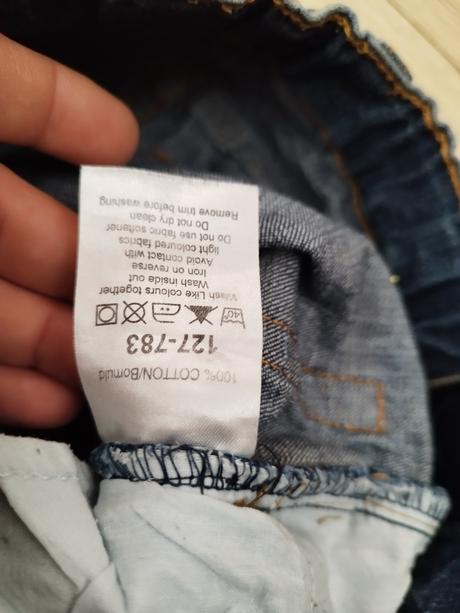 100% COTTON/Bomuld
127-783
40°
Wash Like colours together
Wash inside out
Iron on reverse
Avoid contact with
light coloured fabrics
Do not use fabric softener
Do not dry clean
Remove trim before washing